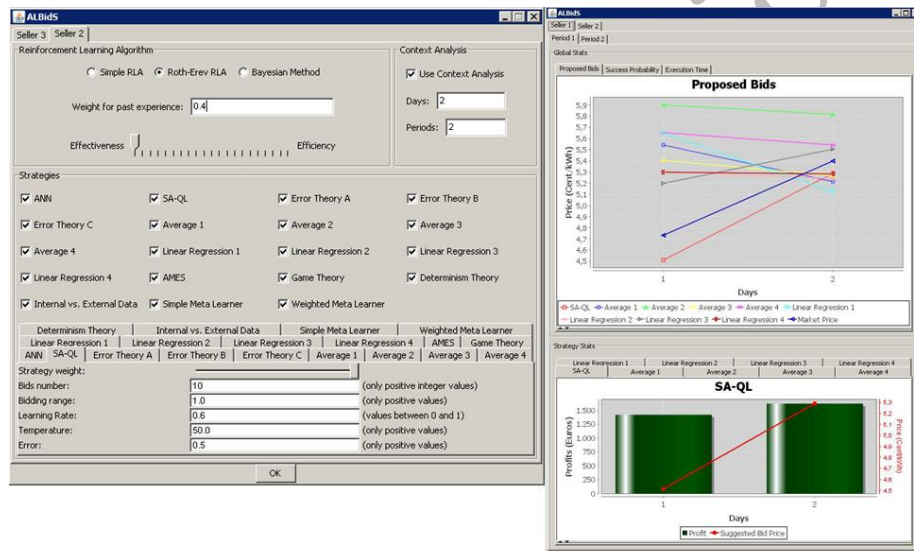 ALBidS
Seller 3 Seller 2
Reinforcement Learning Algorithm
Simple RLA Roth-Erev RLA Bayesian Method
Weight for past experience: 0.4
Effectiveness Efficiency
Context Analysis
Use Context Analysis
Days: 2
Periods: 2
Strategies
ANN SA-QL Error Theory A Error Theory B
Error Theory C Average 1 Average 2 Average 3
Average 4 Linear Regression 1 Linear Regression 2 Linear Regression 3
Linear Regression 4 AMES Game Theory Determinism Theory
Internal vs. External Data Simple Meta Learner Weighted Meta Learner
Determinism Theory Internal vs. External Data Simple Meta Learner Weighted Meta Learner
Linear Regression 1 Linear Regression 2 Linear Regression 3 Linear Regression 4 AMES Game Theory
ANN SA-QL Error Theory A Error Theory B Error Theory C Average 1 Average 2 Average 3 Average 4
Strategy weight:
Bids number: 10 (only positive integer values)
Bidding range: 1.0 (only positive values)
Learning Rate: 0.6 (values between 0 and 1)
Temperature: 50.0 (only positive values)
Error: 0.5 (only positive values)
OK
ALBidS
Seller 1 Seller 2
Period 1 Period 2
Global Stats
Proposed Bids Success Probability Execution Time
Proposed Bids
Price (Cent/kWh)
5,9
5,8
5,7
5,6
5,5
5,4
5,3
5,2
5,1
5,0
4,9
4,8
4,7
4,6
4,5
1 2
Days
SA-QL Average 1 Average 2 Average 3 Average 4 Linear Regression 1
Linear Regression 2 Linear Regression 3 Linear Regression 4 Market Price
Strategy Stats
Linear Regression 1 Linear Regression 2 Linear Regression 3 Linear Regression 4
SA-QL Average 1 Average 2 Average 3 Average 4
SA-QL
Profits (Euros)
1.500
1.250
1.000
750
500
250
0
5,3
5,2
5,1
5,0
4,9
4,8
4,7
4,6
4,5
Price (Cent/kWh)
1 2
Days
Profit Suggested Bid Price